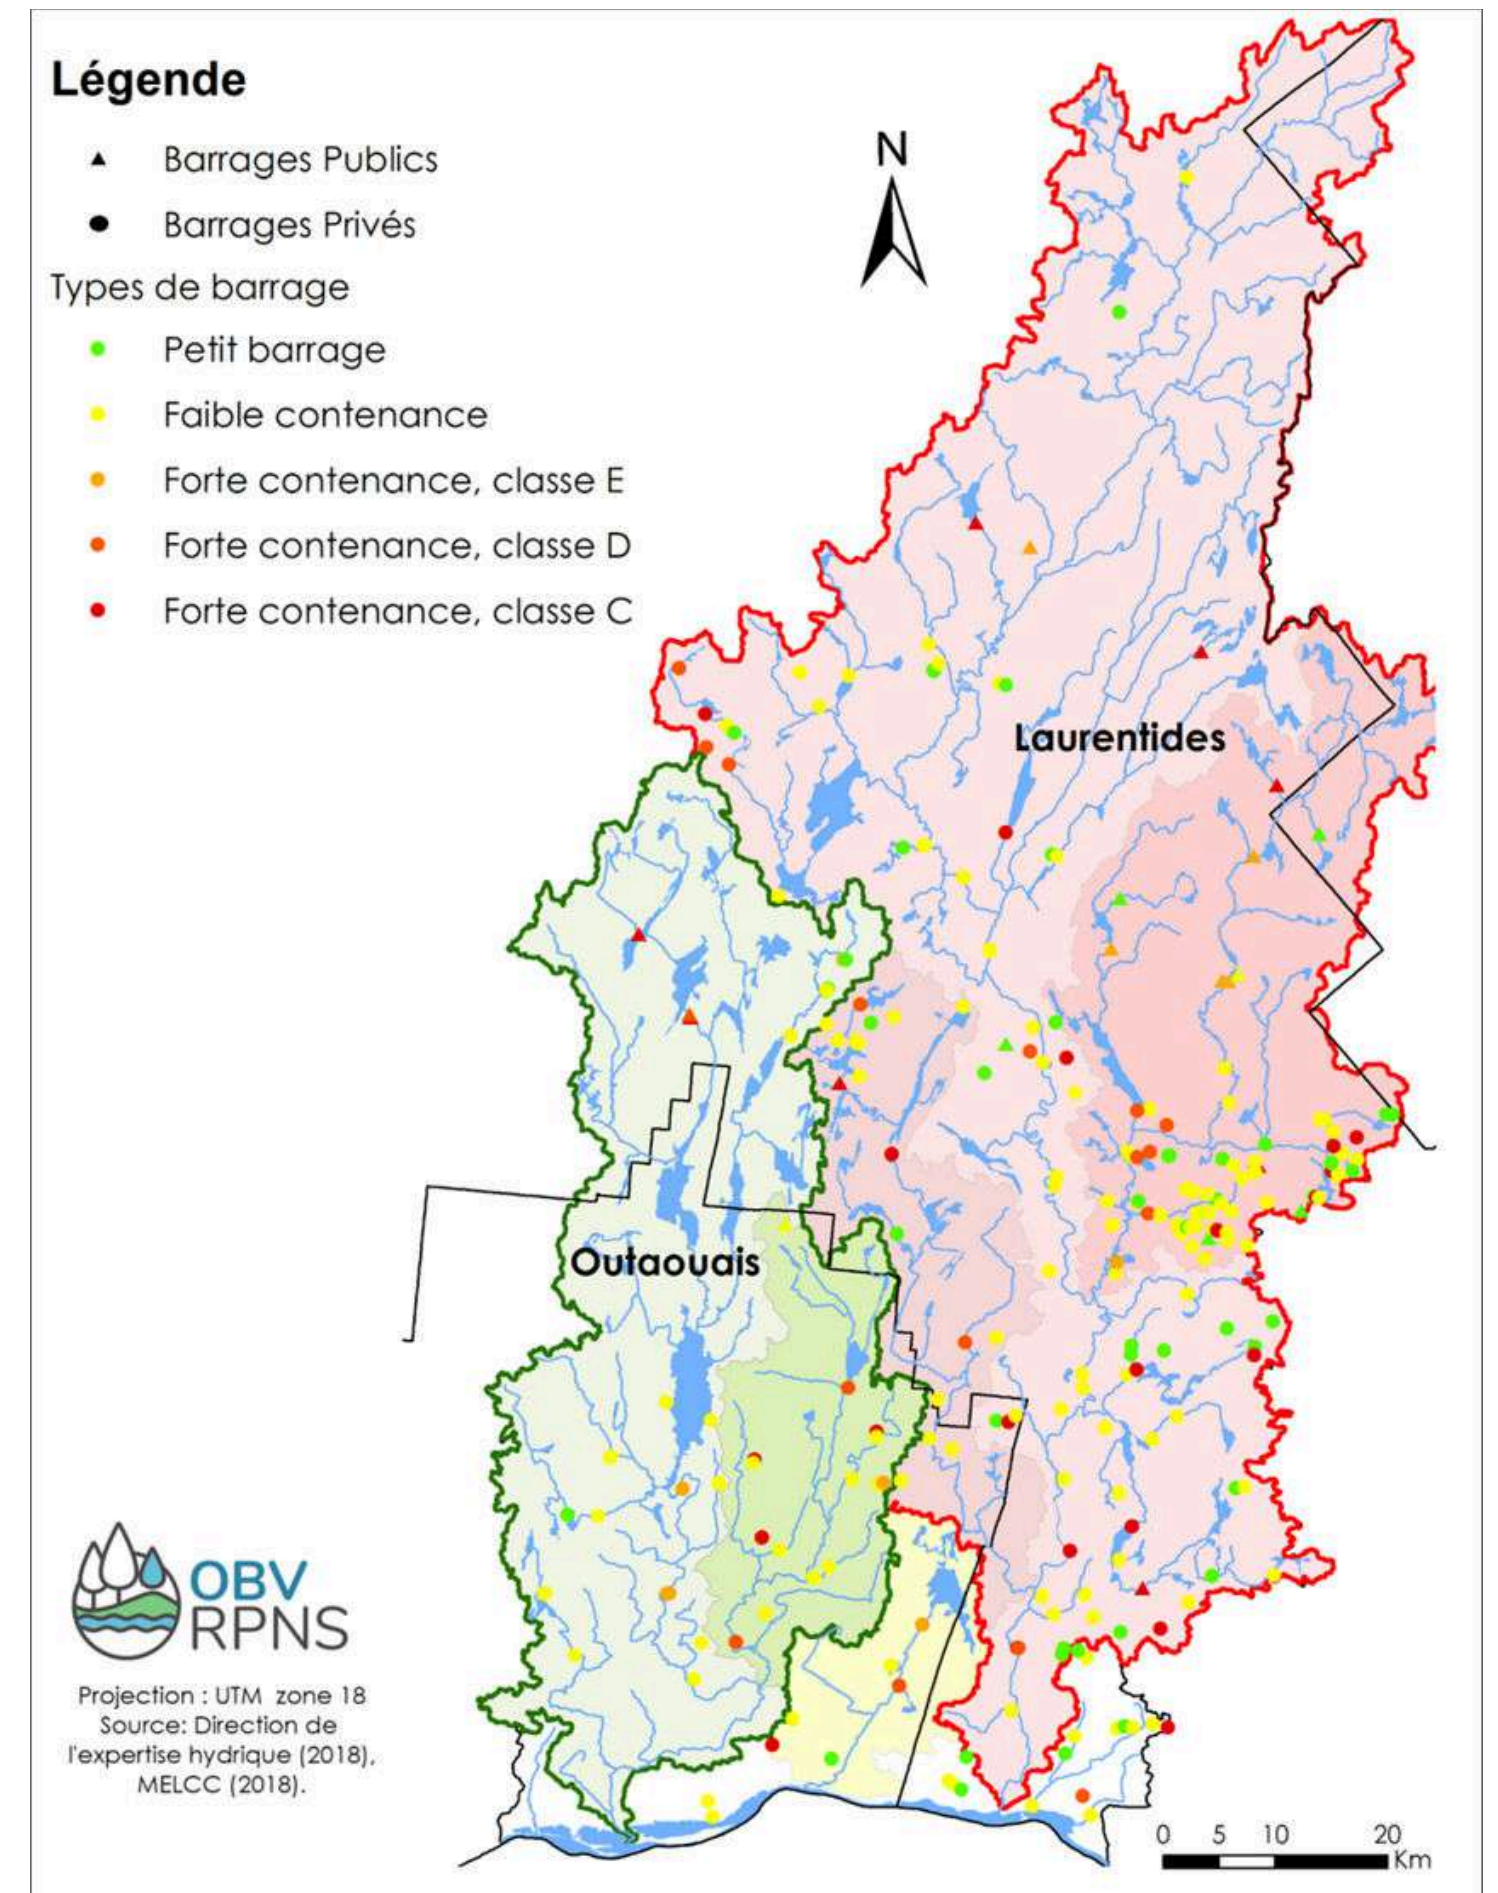 Légende
Barrages Publics
Barrages Privés
Types de barrage
Petit barrage
Faible contenance
Forte contenance, classe E
Forte contenance, classe D
Forte contenance, classe C
N
Laurentides
Outaouais
OBV
RPNS
Projection : UTM zone 18
Source: Direction de
l'expertise hydrique (2018),
MELCC (2018).
0 5 10 20
Km